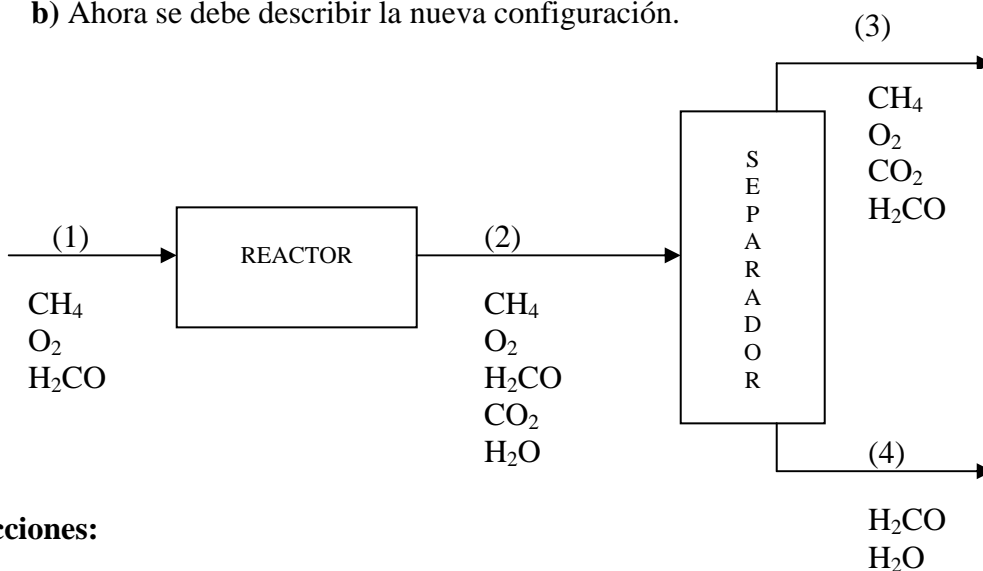 b) Ahora se debe describir la nueva configuración.
(1)
REACTOR
CH₄
O₂
H₂CO
(2)
CH₄
O₂
H₂CO
CO₂
H₂O
S
E
P
A
R
A
D
O
R
(3)
CH₄
O₂
CO₂
H₂CO
(4)
H₂CO
H₂O
cciones: